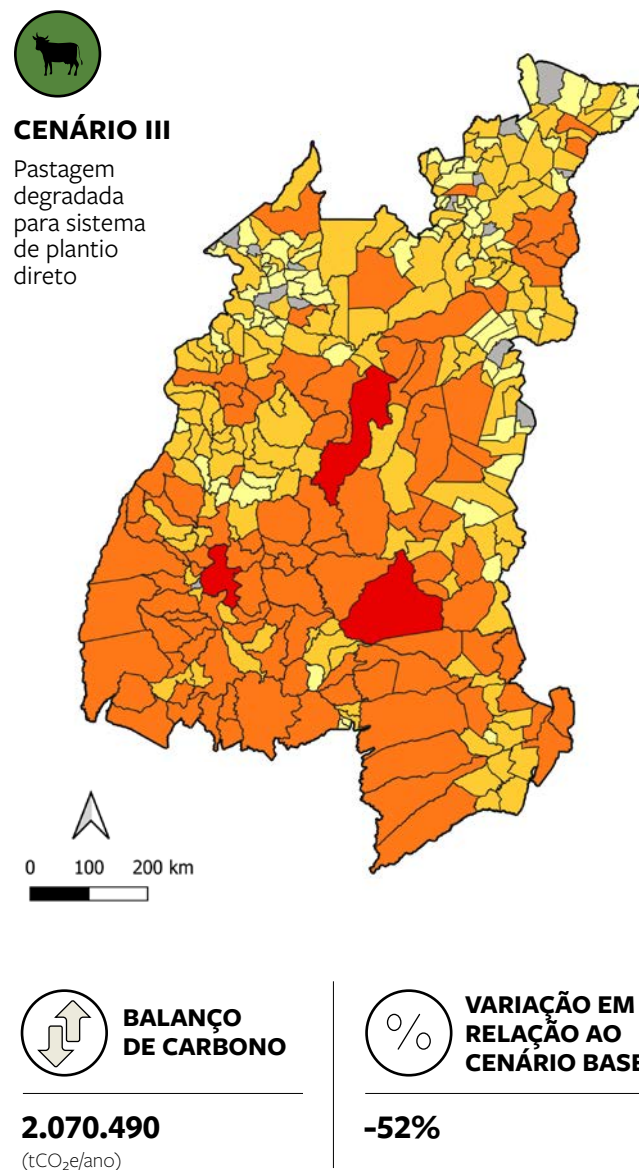 CENÁRIO III
Pastagem
degradada
para sistema
de plantio
direto
0 100 200 km
BALANÇO
DE CARBONO
2.070.490
(tCO₂e/ano)
%
VARIAÇÃO EM
RELAÇÃO AO
CENÁRIO BASE
-52%